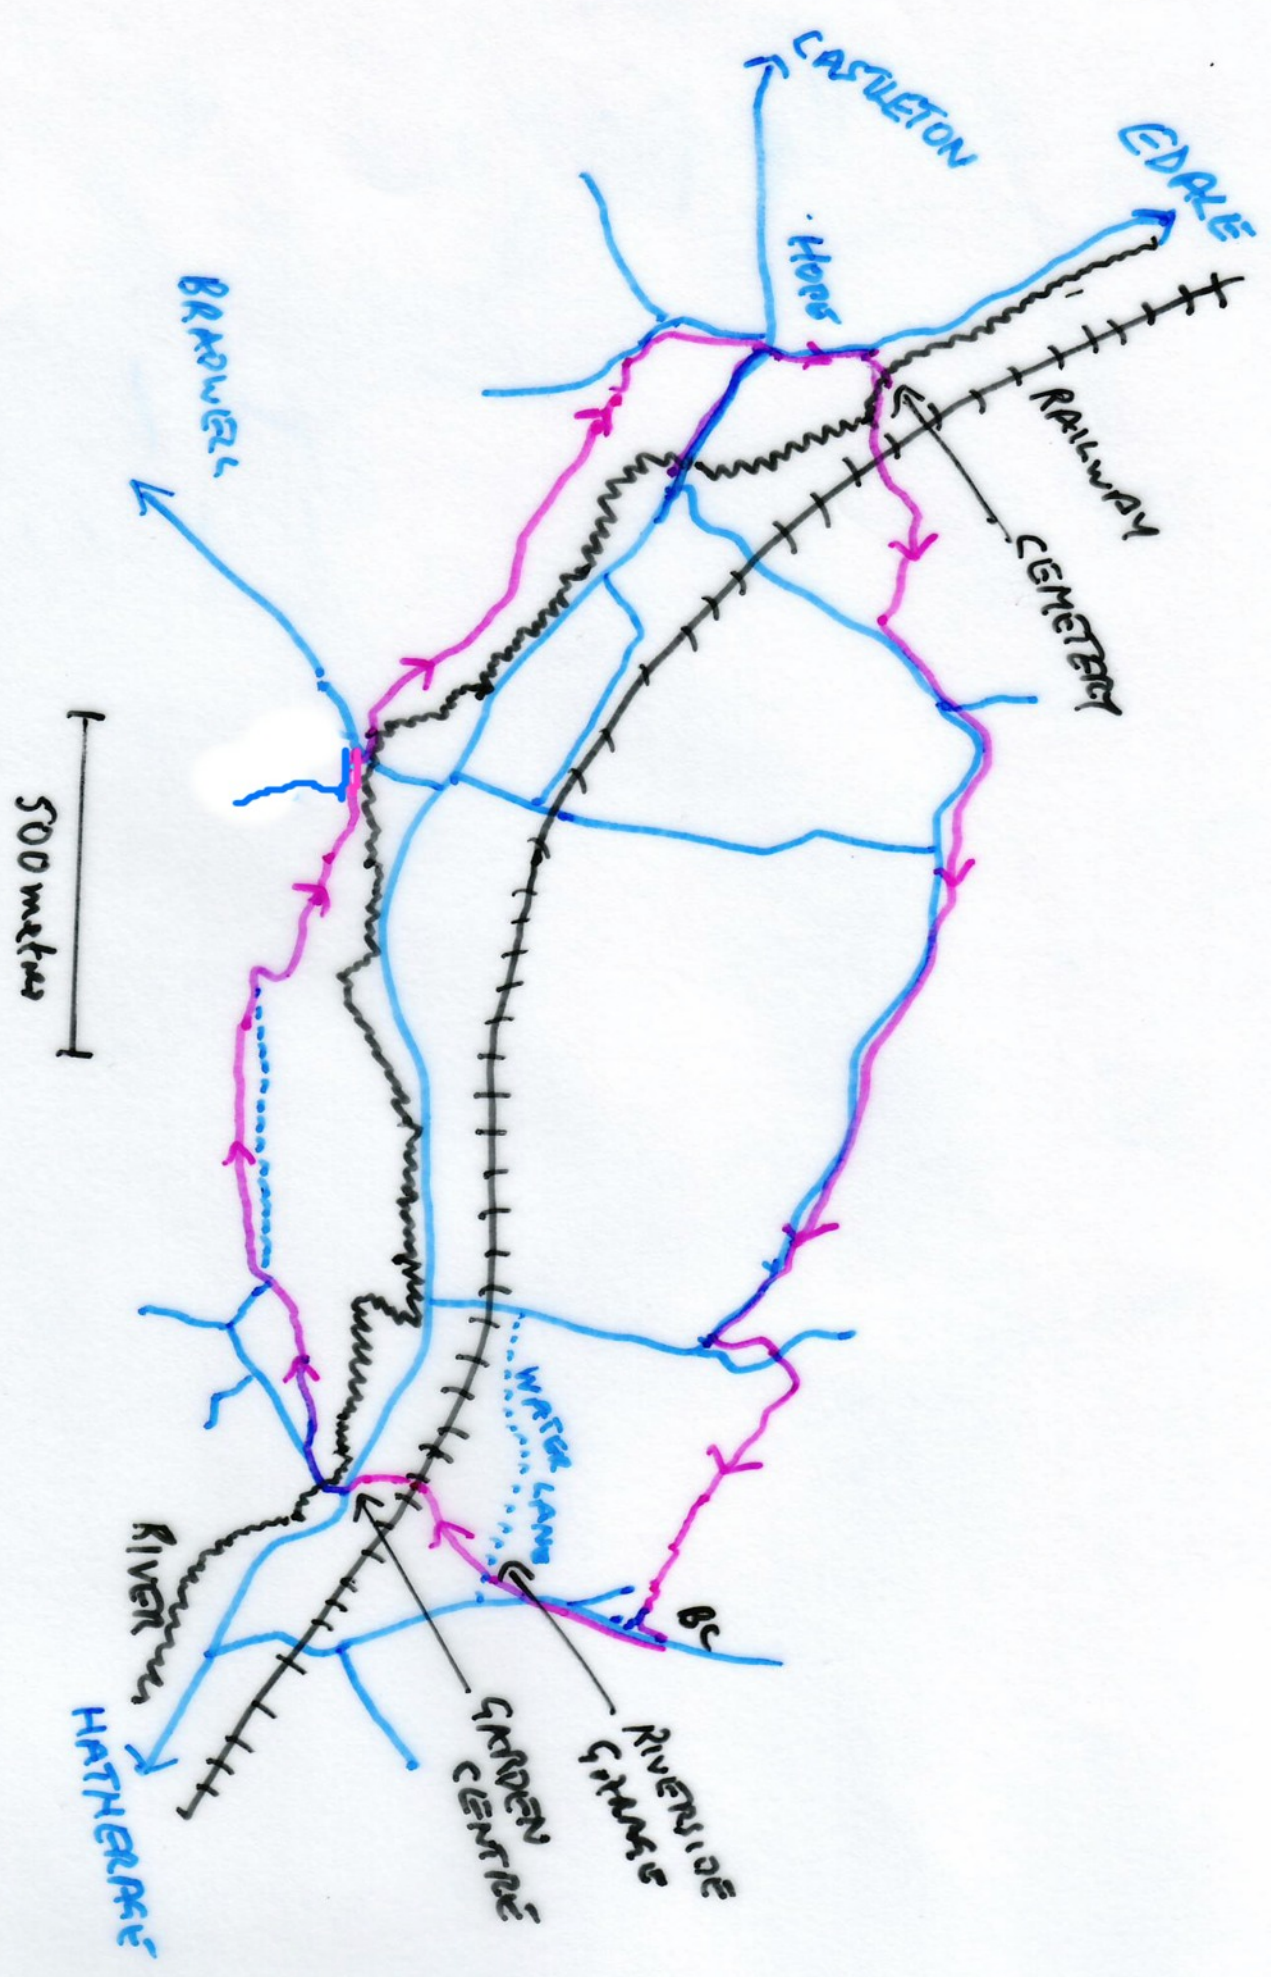 CASTLETON
EDALE
HOPE
BRADWELL
RAILWAY
CEMETERY
500 metres
WATER LANE
RIVER
BC
HATHERAGE
GARDEN
CENTRE
RIVERSIDE
GARAGE